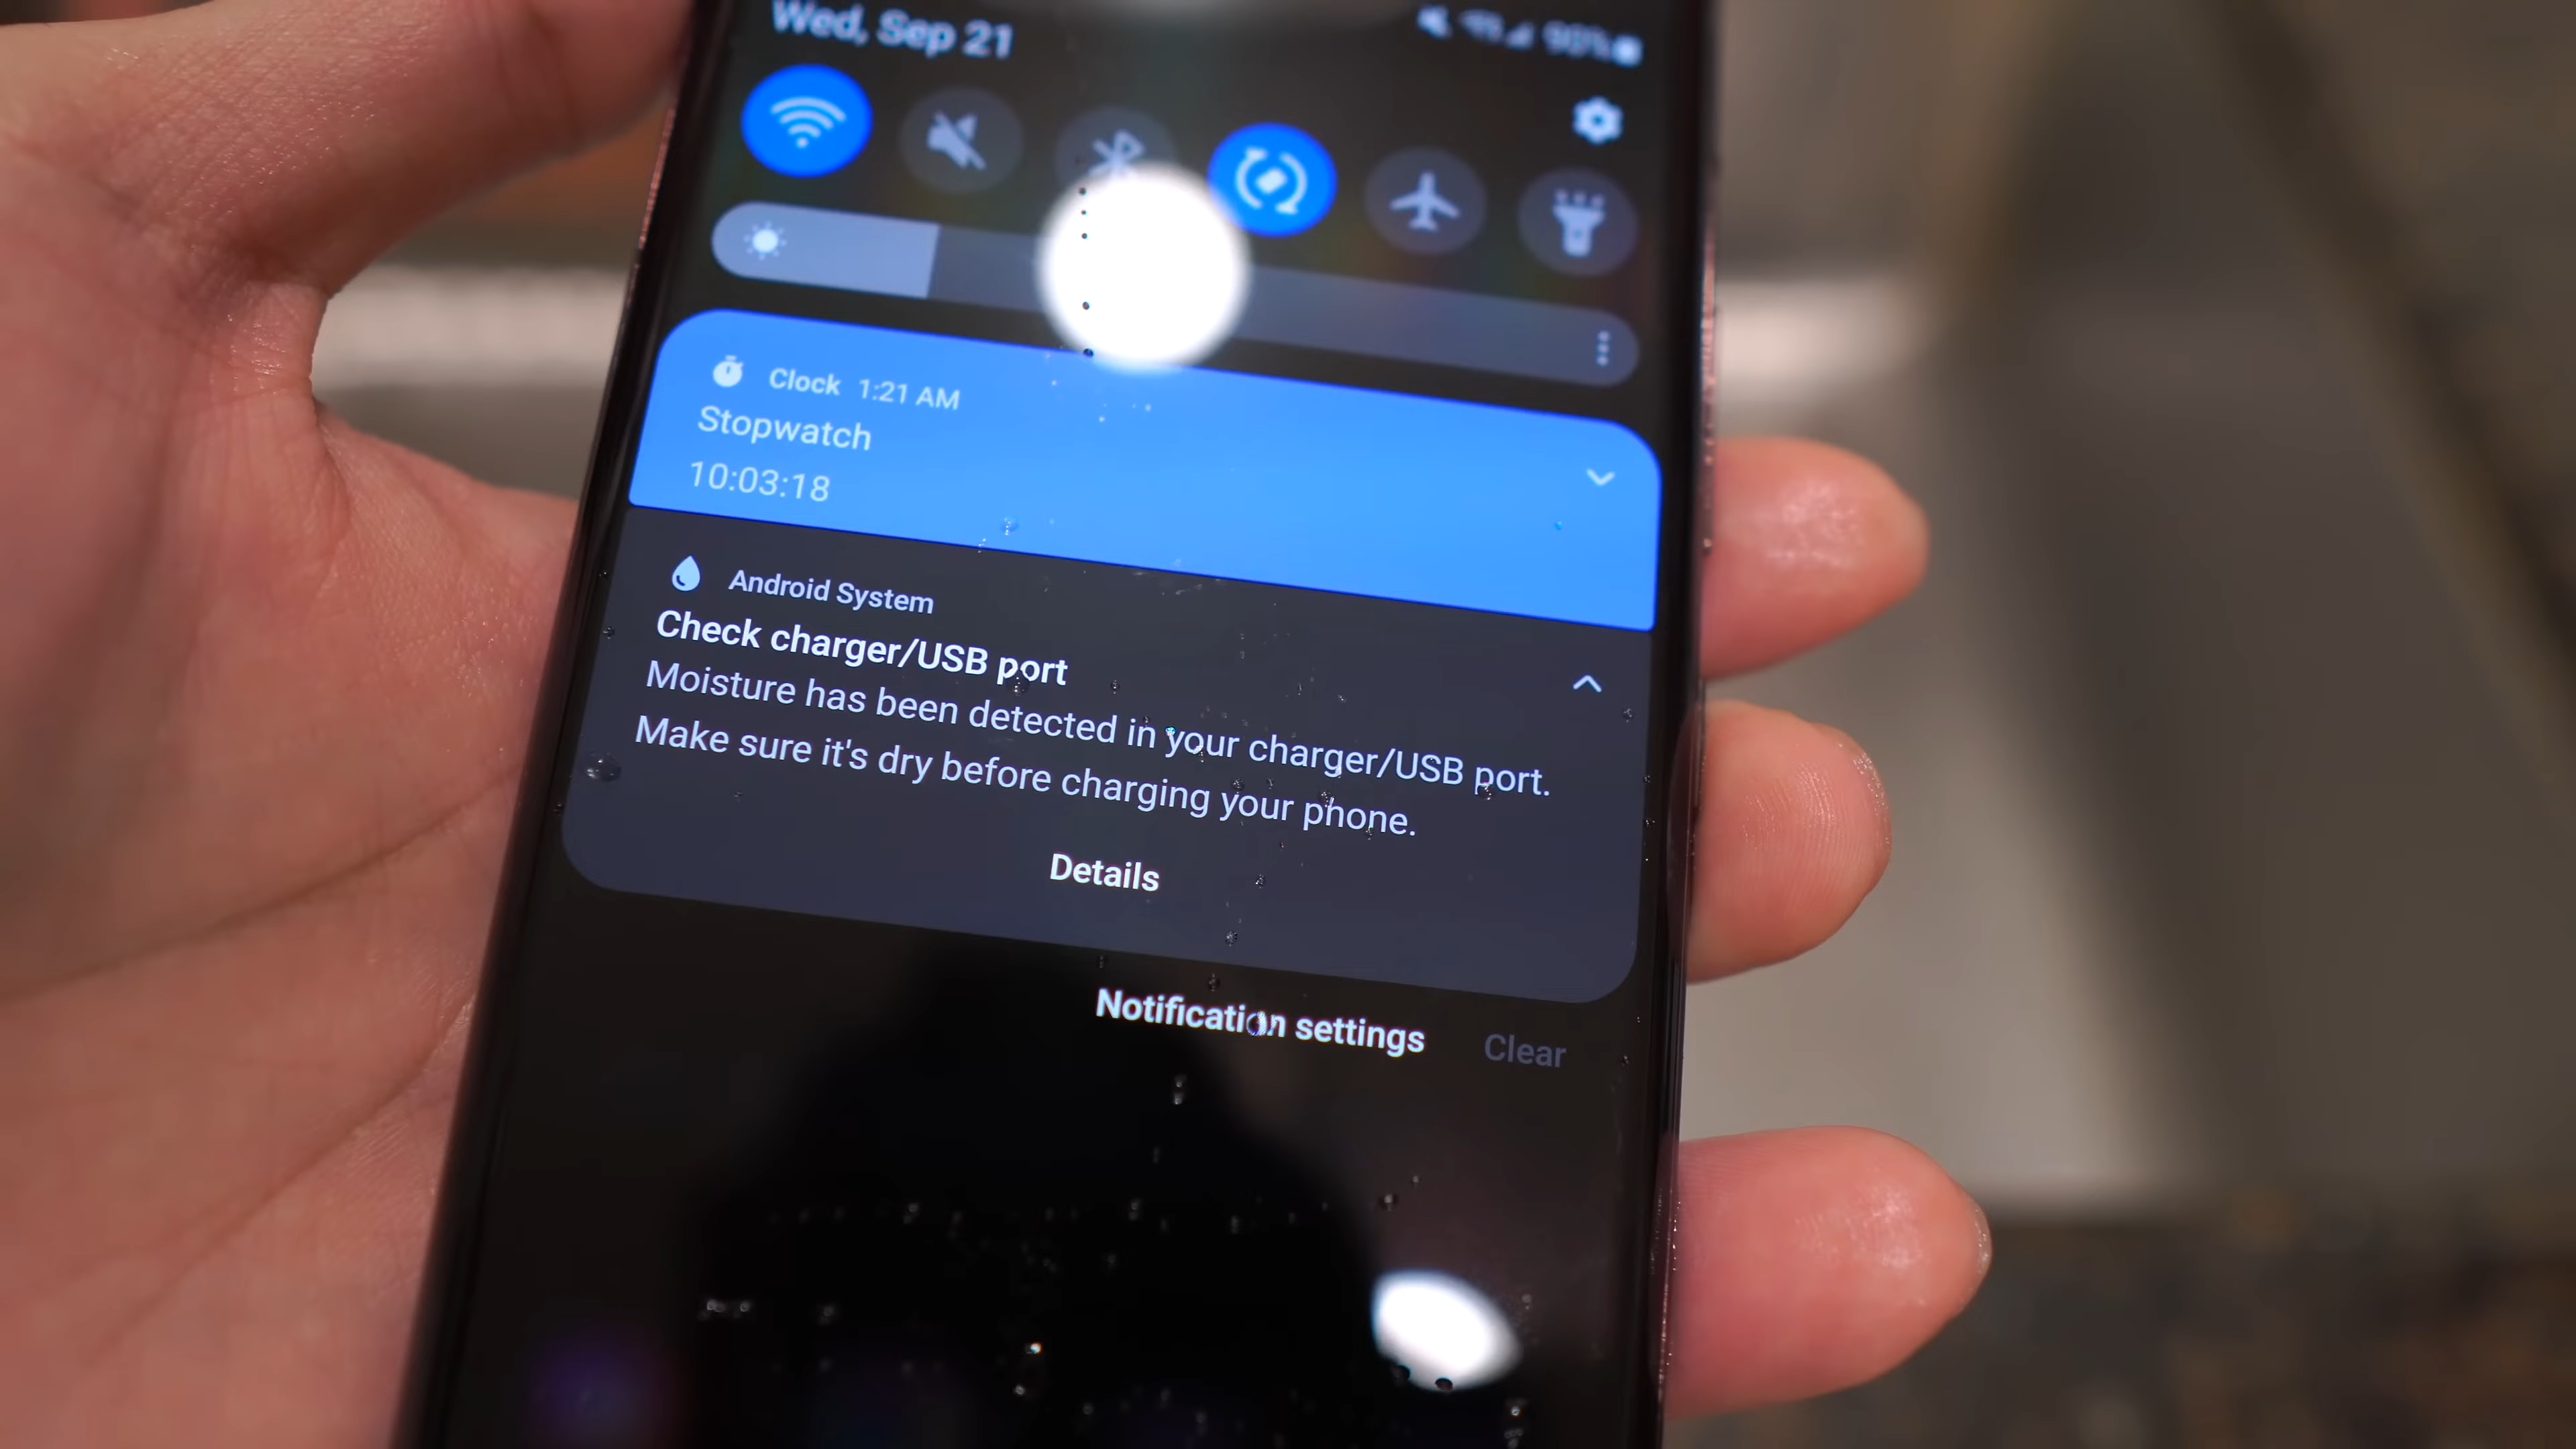 Wed, Sep 21
90%
Clock 1:21 AM
Stopwatch
10:03:18
Android System
Check charger/USB port
Moisture has been detected in your charger/USB port.
Make sure it's dry before charging your phone.
Details
Notification settings Clear